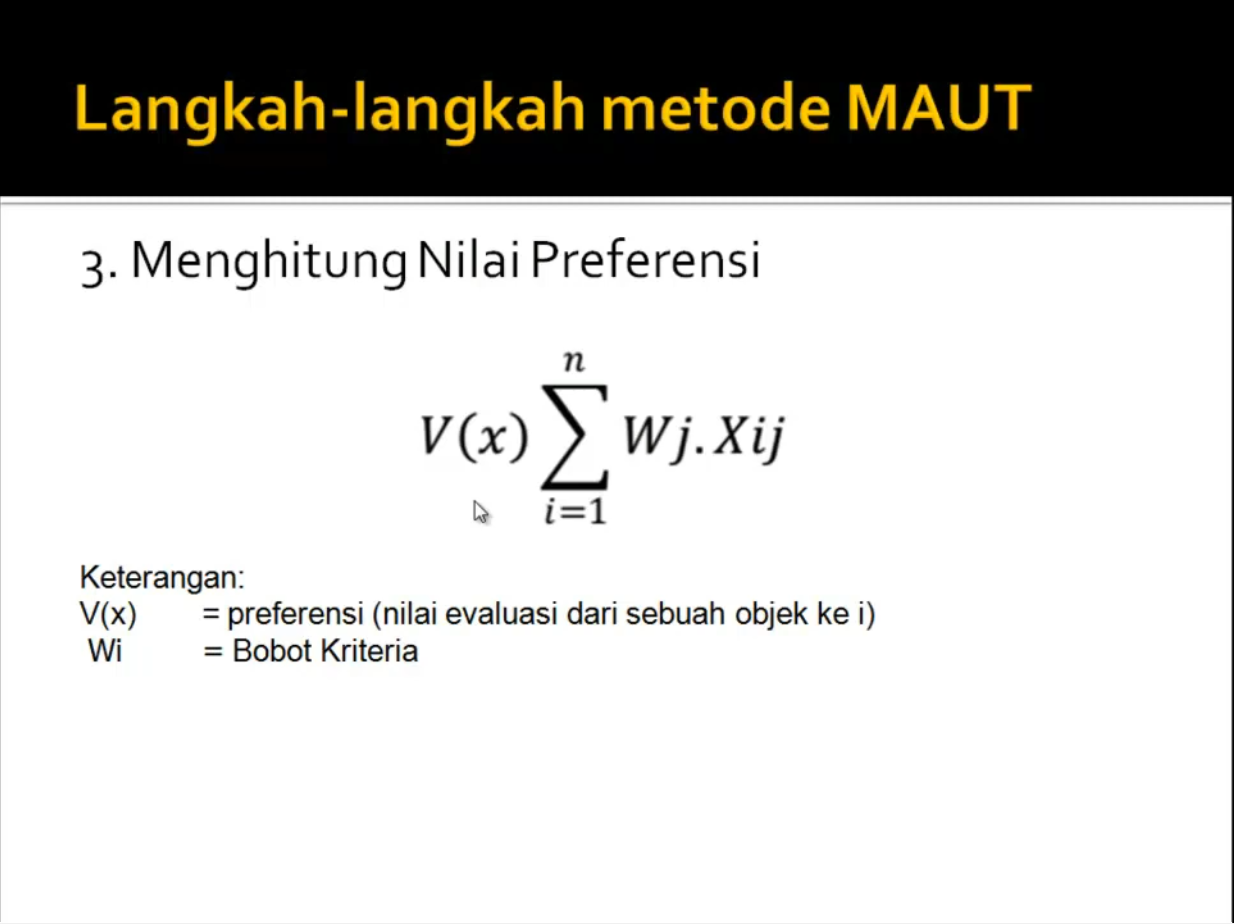 Langkah-langkah metode MAUT
3. Menghitung Nilai Preferensi
n
V(x) ∑ Wj.Xij
i=1
Keterangan:
V(x) = preferensi (nilai evaluasi dari sebuah objek ke i)
Wi = Bobot Kriteria